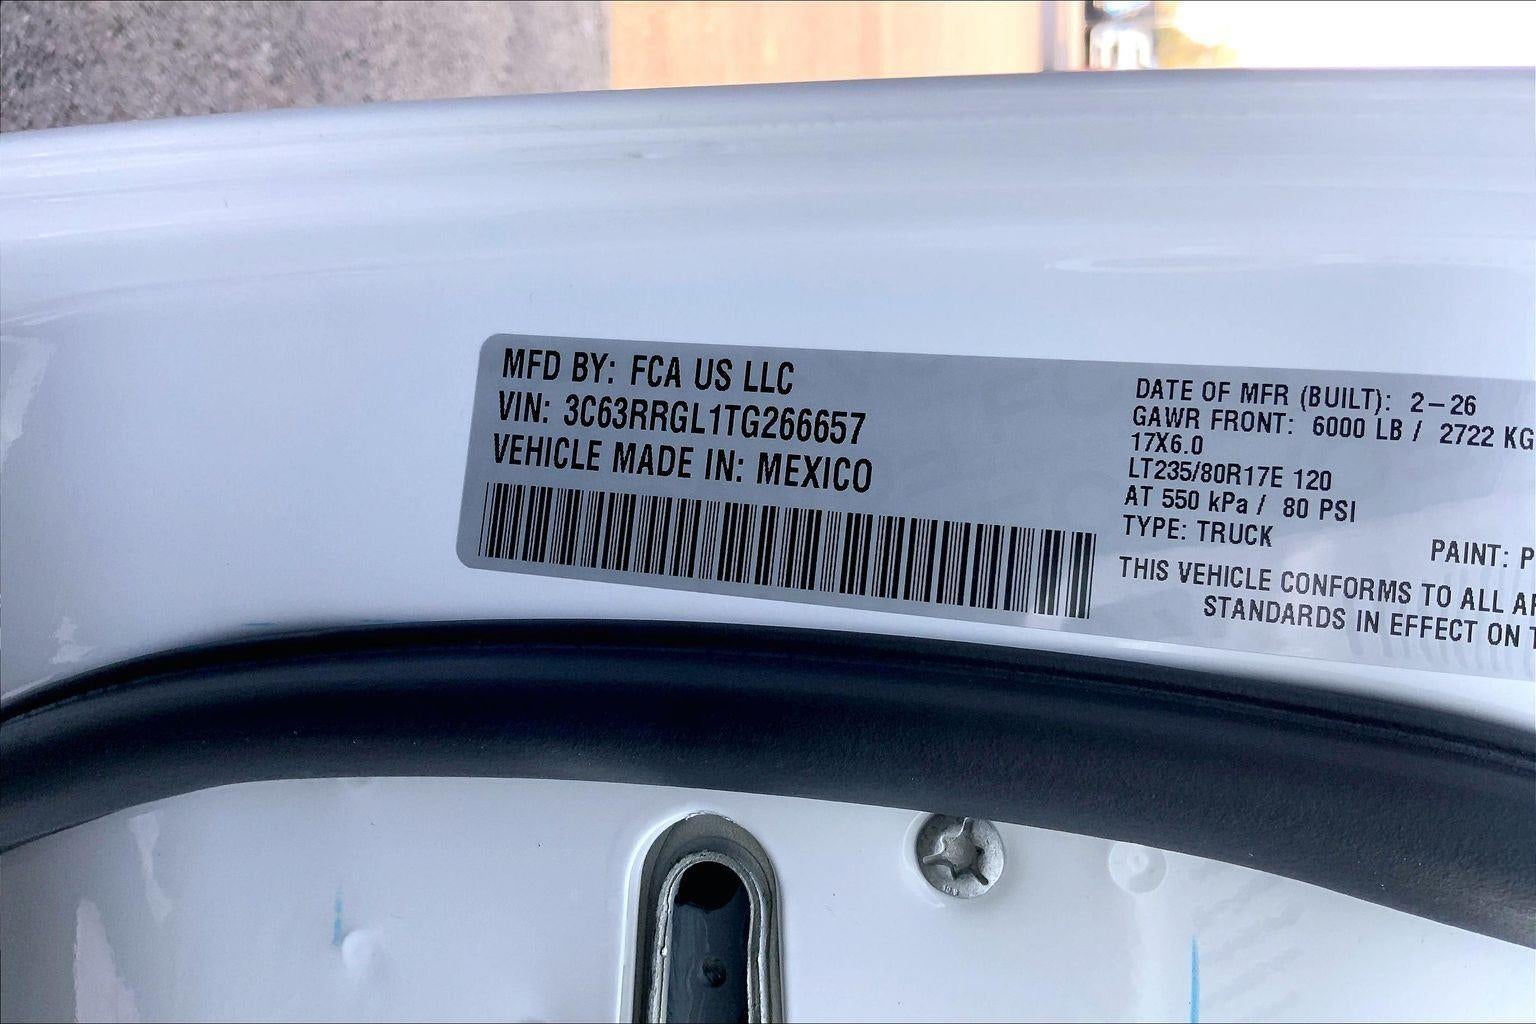 MFD BY: FCA US LLC
VIN: 3C63RRGL1TG266657
VEHICLE MADE IN: MEXICO
DATE OF MFR (BUILT): 2-26
GAWR FRONT: 6000 LB / 2722 KG
17X6.0
LT235/80R17E 120
AT 550 kPa / 80 PSI
TYPE: TRUCK
PAINT: P
THIS VEHICLE CONFORMS TO ALL
STANDARDS IN EFFECT ON
10.9